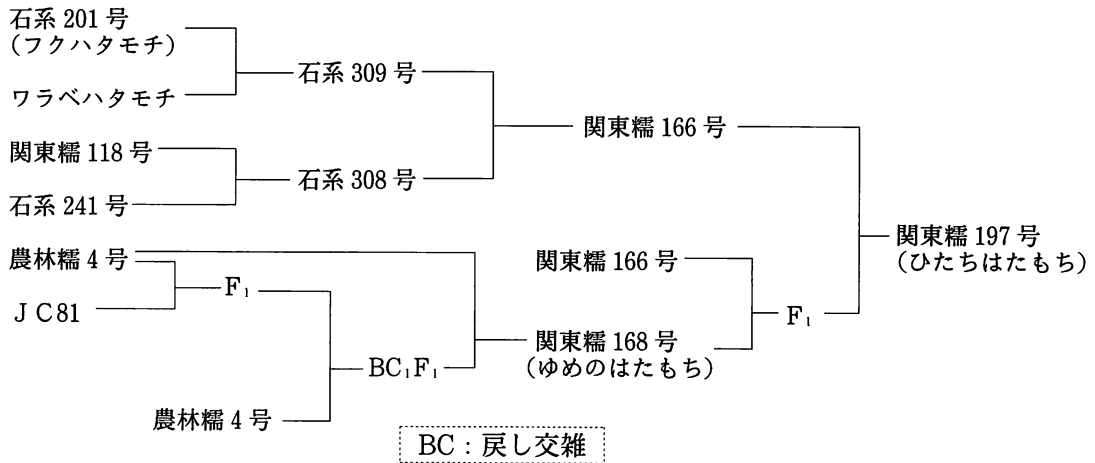 石系 201 号
(フクハタモチ)
ワラベハタモチ
石系 309 号
関東糯 118 号
石系 241 号
石系 308 号
関東糯 166 号
農林糯 4 号
J C81
F₁
農林糯 4 号
BC₁F₁
関東糯 166 号
関東糯 168 号
(ゆめのはたもち)
F₁
関東糯 197 号
(ひたちはたもち)
BC : 戻し交雑